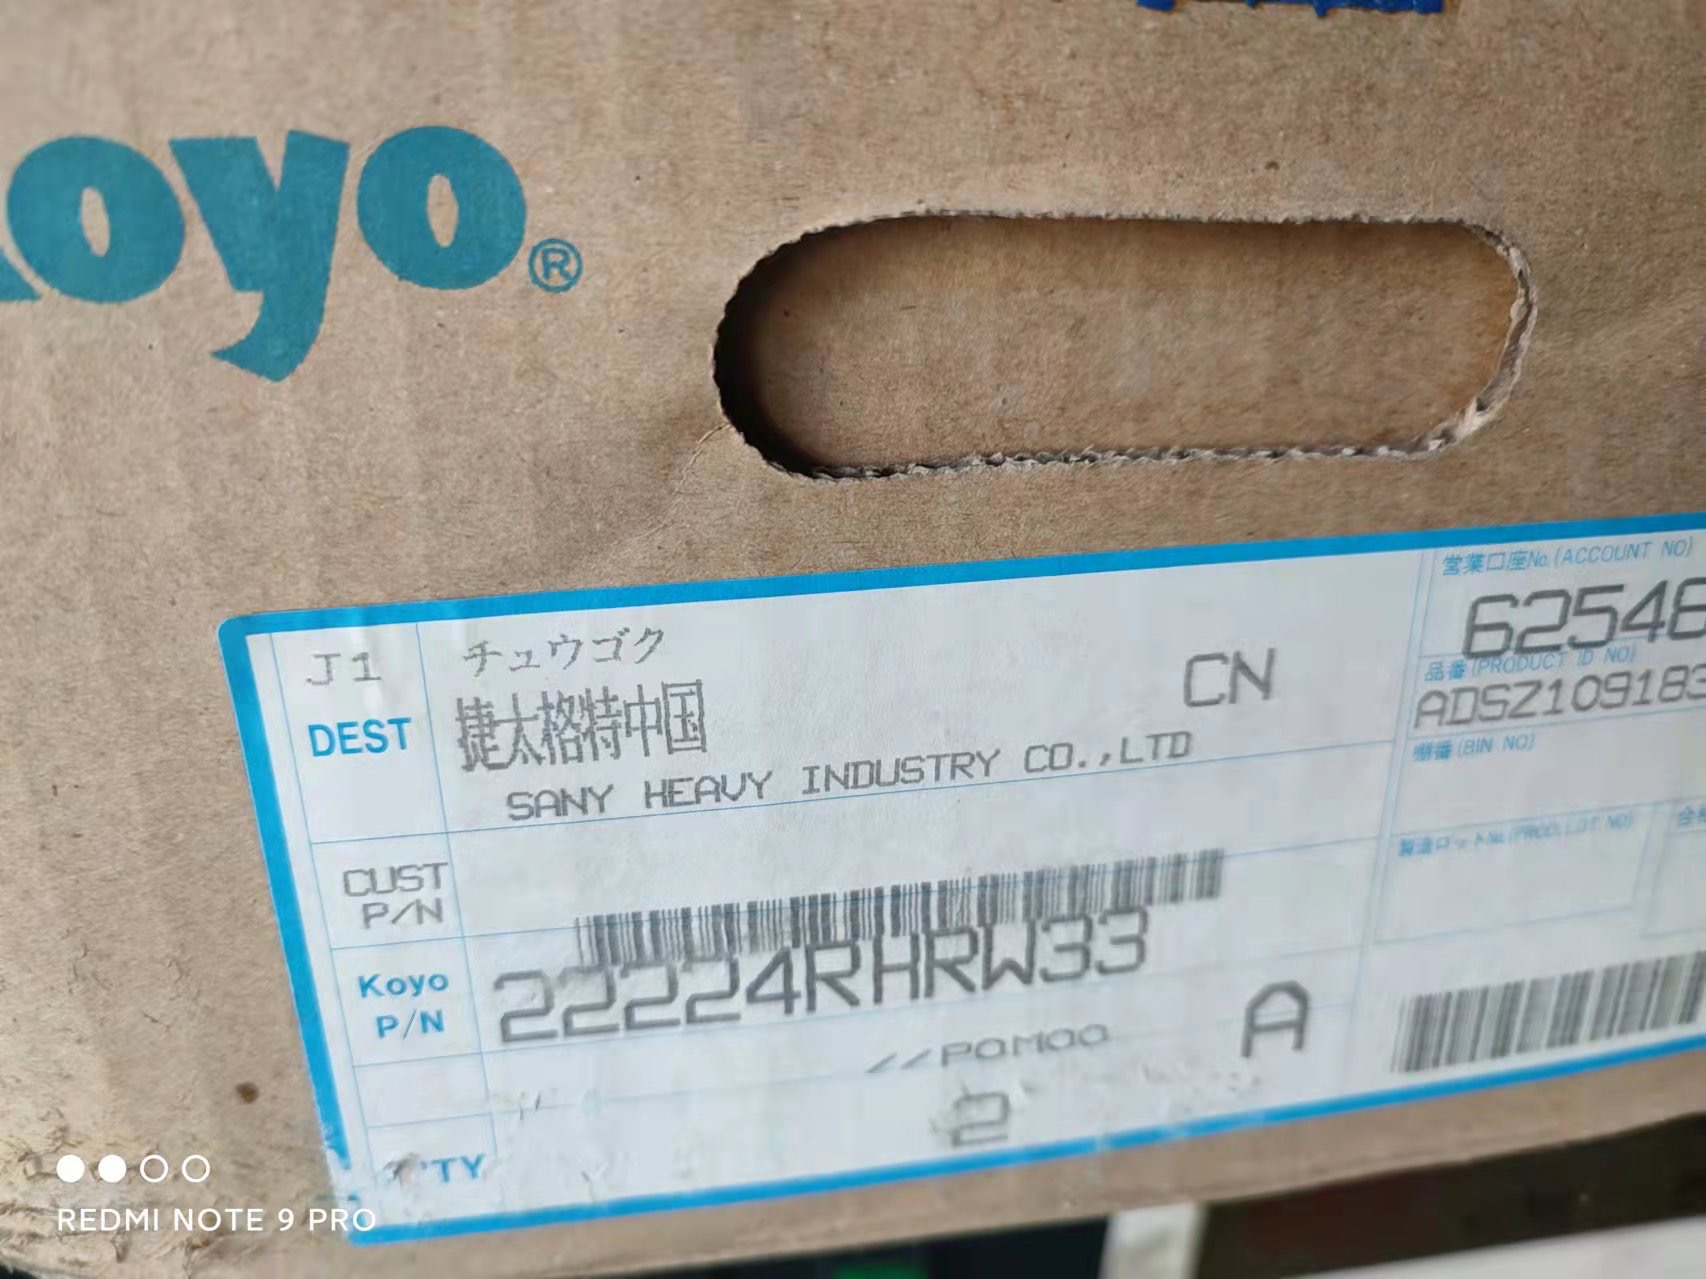 oyo®
J1
チュウゴク
CN
DEST
捷太格特中国
SANY HEAVY INDUSTRY CO.,LTD
営業口座No.(ACCOUNT NO)
62548
品番(PRODUCT ID NO)
ADSZ109183
棚番(BIN NO)
製造ロットNo.(PROD.LOT NO)
CUST
P/N
Koyo
P/N
22224RHRW33
A
//PAMAA
2
'TY
REDMI NOTE 9 PRO